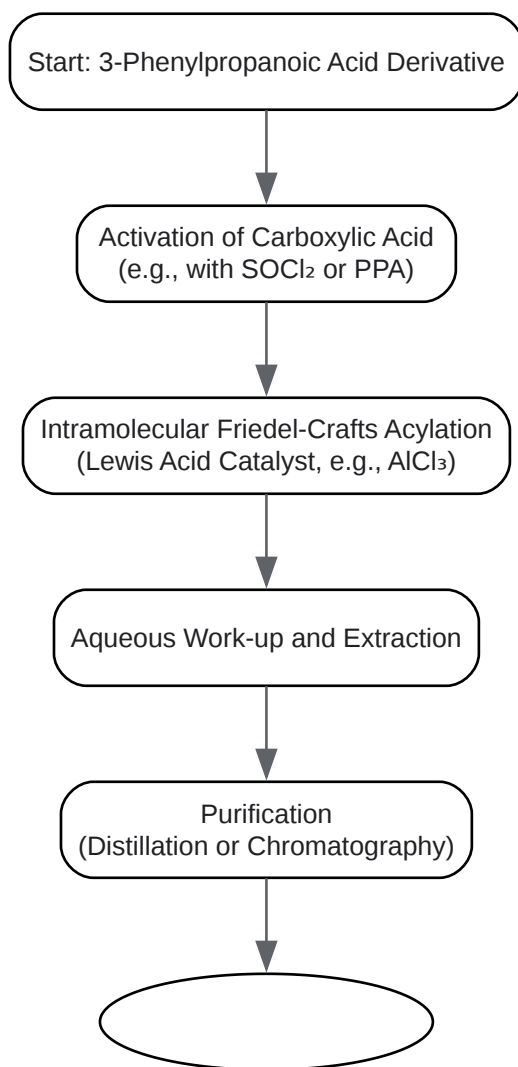 Start: 3-Phenylpropanoic Acid Derivative
Activation of Carboxylic Acid
(e.g., with SOCl₂ or PPA)
Intramolecular Friedel-Crafts Acylation
(Lewis Acid Catalyst, e.g., AlCl₃)
Aqueous Work-up and Extraction
Purification
(Distillation or Chromatography)